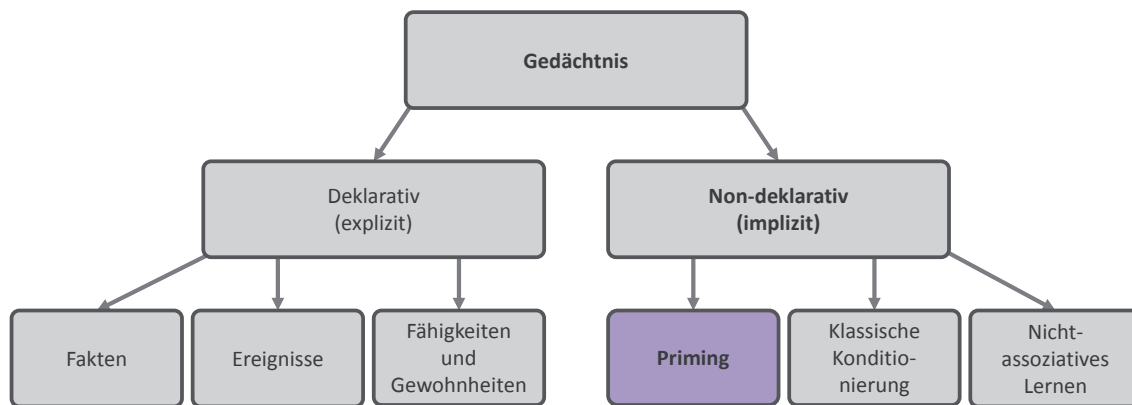 Gedächtnis
Deklarativ
(explizit)
Non-deklarativ
(implizit)
Fakten
Ereignisse
Fähigkeiten
und
Gewohnheiten
Priming
Klassische
Konditio-
nierung
Nicht-
assoziatives
Lernen